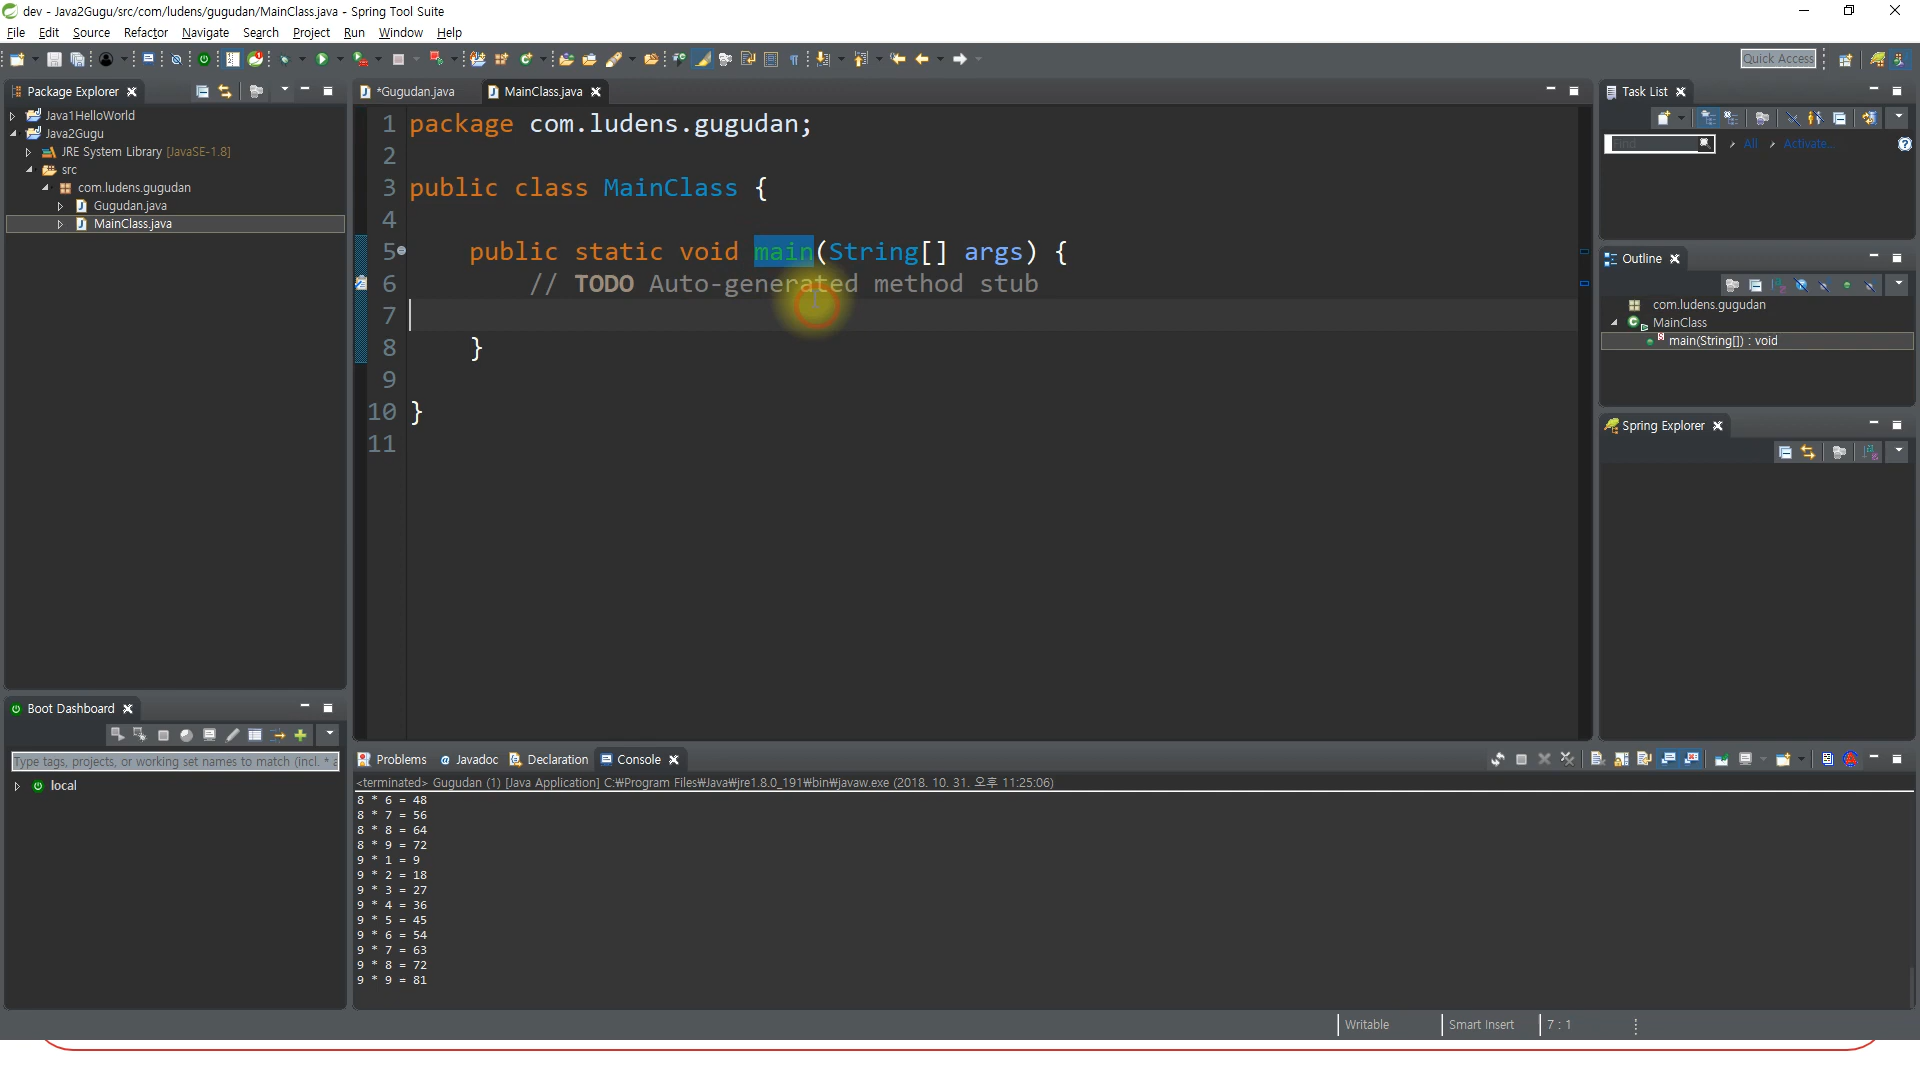 dev - Java2Gugu/src/com/ludens/gugudan/MainClass.java - Spring Tool Suite
File Edit Source Refactor Navigate Search Project Run Window Help
Quick Access
Package Explorer
Java1HelloWorld
Java2Gugu
JRE System Library [JavaSE-1.8]
src
com.ludens.gugudan
Gugudan.java
MainClass.java
*Gugudan.java MainClass.java
1 package com.ludens.gugudan;
2
3 public class MainClass {
4
5 public static void main(String[] args) {
6 // TODO Auto-generated method stub
7
8 }
9
10 }
11
Task List
Find All Activate...
Outline
com.ludens.gugudan
MainClass
main(String[]) : void
Spring Explorer
Boot Dashboard
Type tags, projects, or working set names to match (incl. * a
local
Problems Javadoc Declaration Console
<terminated> Gugudan (1) [Java Application] C:₩Program Files₩Java₩jre1.8.0_191₩bin₩javaw.exe (2018. 10. 31. 오후 11:25:06)
8 * 6 = 48
8 * 7 = 56
8 * 8 = 64
8 * 9 = 72
9 * 1 = 9
9 * 2 = 18
9 * 3 = 27
9 * 4 = 36
9 * 5 = 45
9 * 6 = 54
9 * 7 = 63
9 * 8 = 72
9 * 9 = 81
Writable Smart Insert 7 : 1